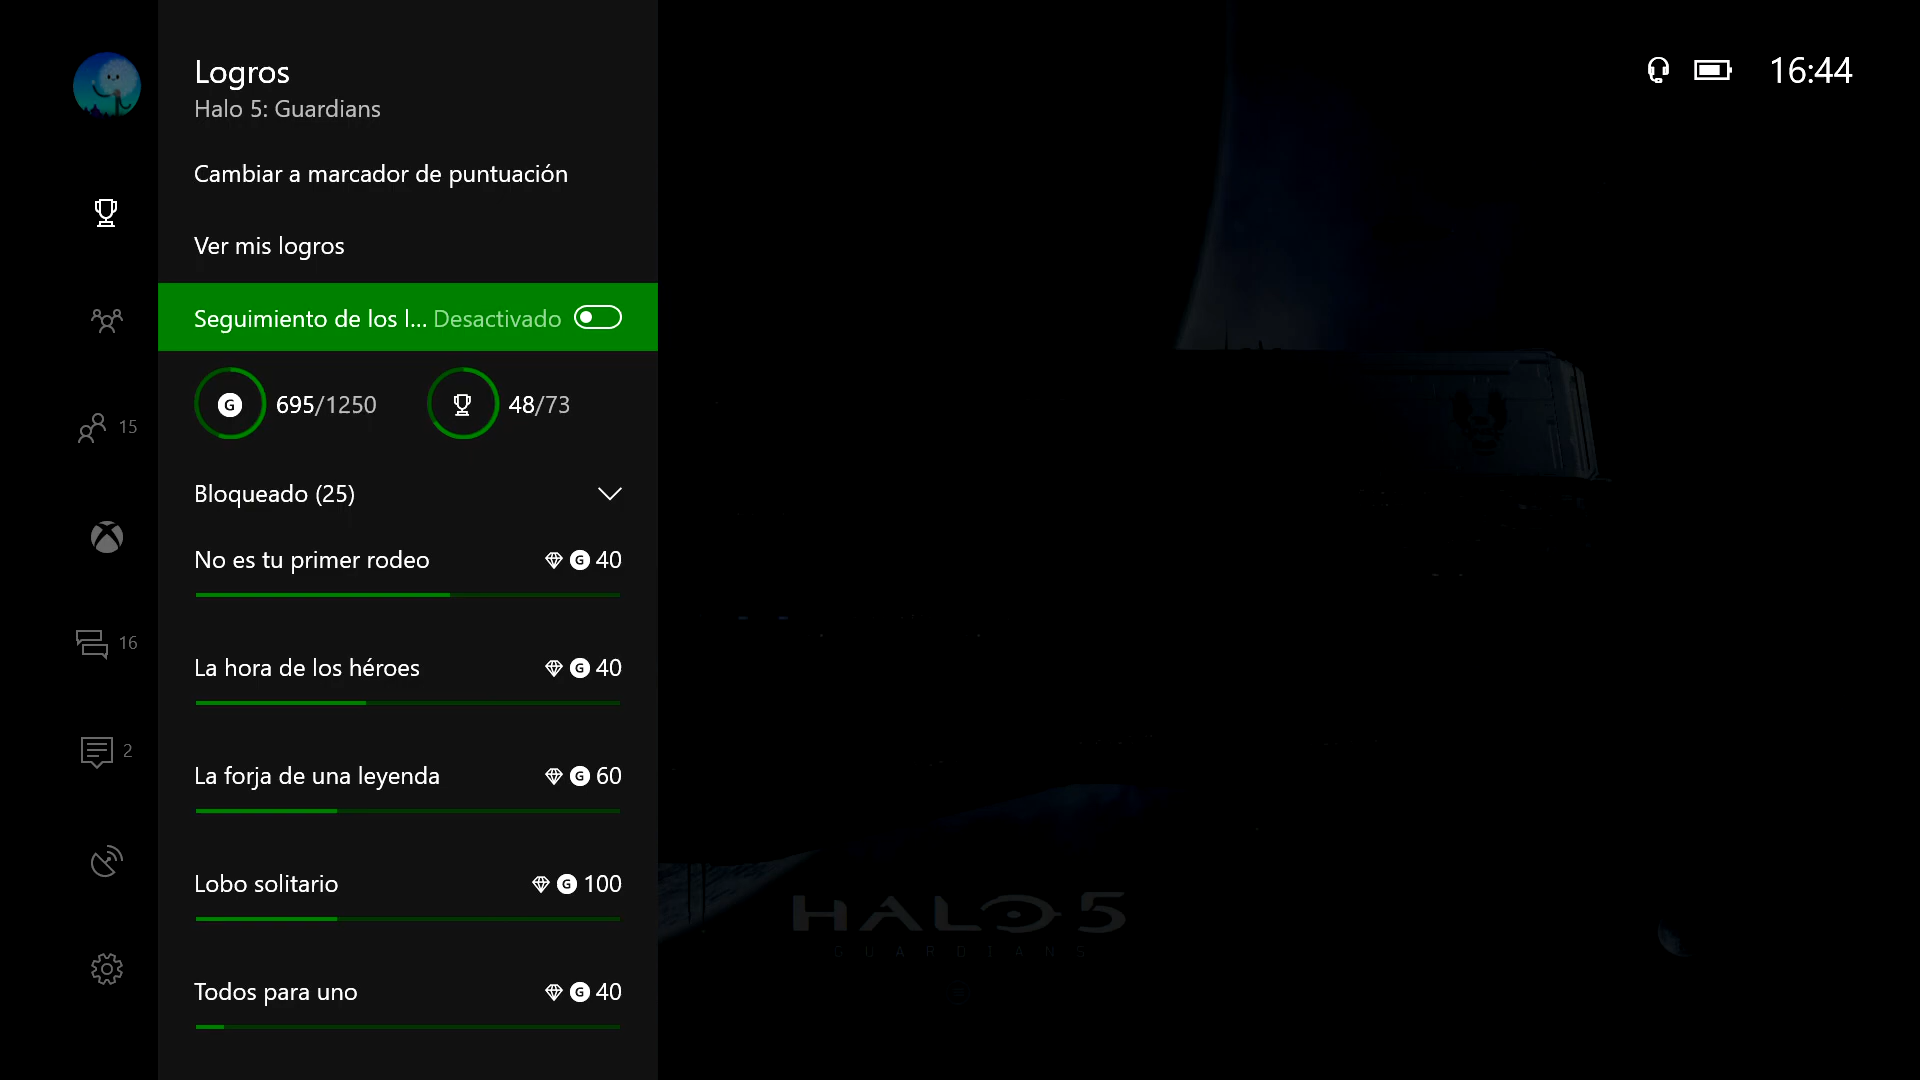 Logros
Halo 5: Guardians
16:44
Cambiar a marcador de puntuación
Ver mis logros
Seguimiento de los l... Desactivado
G 695/1250 48/73
15
Bloqueado (25)
No es tu primer rodeo G 40
16
La hora de los héroes G 40
2
La forja de una leyenda G 60
Lobo solitario G 100
HALO 5
GUARDIANS
Todos para uno G 40